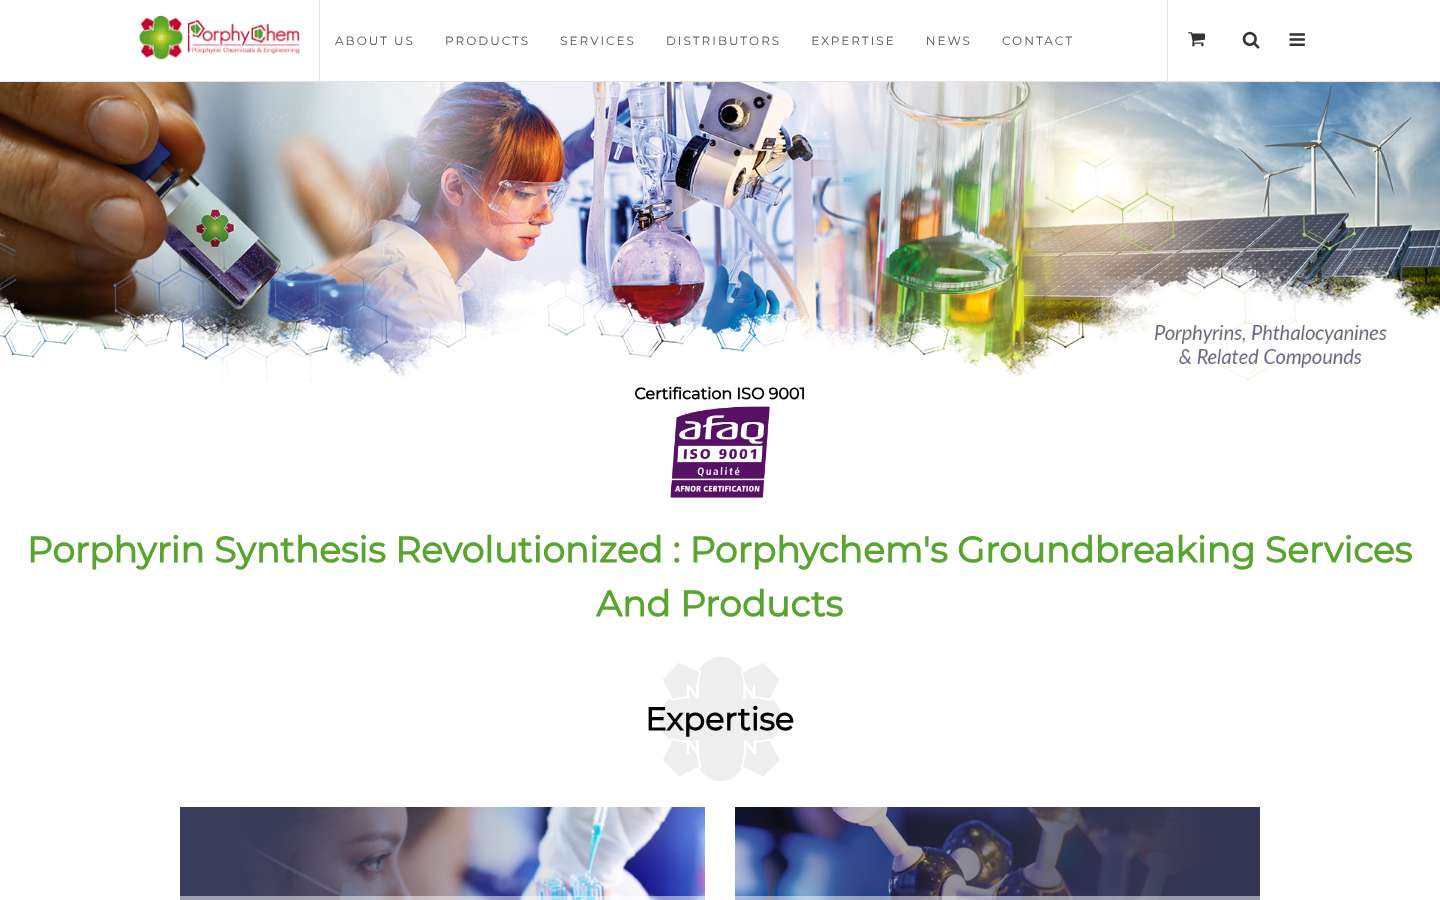 PorphyChem
Porphyrin Chemicals & Engineering
ABOUT US
PRODUCTS
SERVICES
DISTRIBUTORS
EXPERTISE
NEWS
CONTACT
Porphyrins, Phthalocyanines
& Related Compounds
Certification ISO 9001
afaq
ISO 9001
Qualité
AFNOR CERTIFICATION
Porphyrin Synthesis Revolutionized : Porphychem's Groundbreaking Services
And Products
N N
Expertise
N N